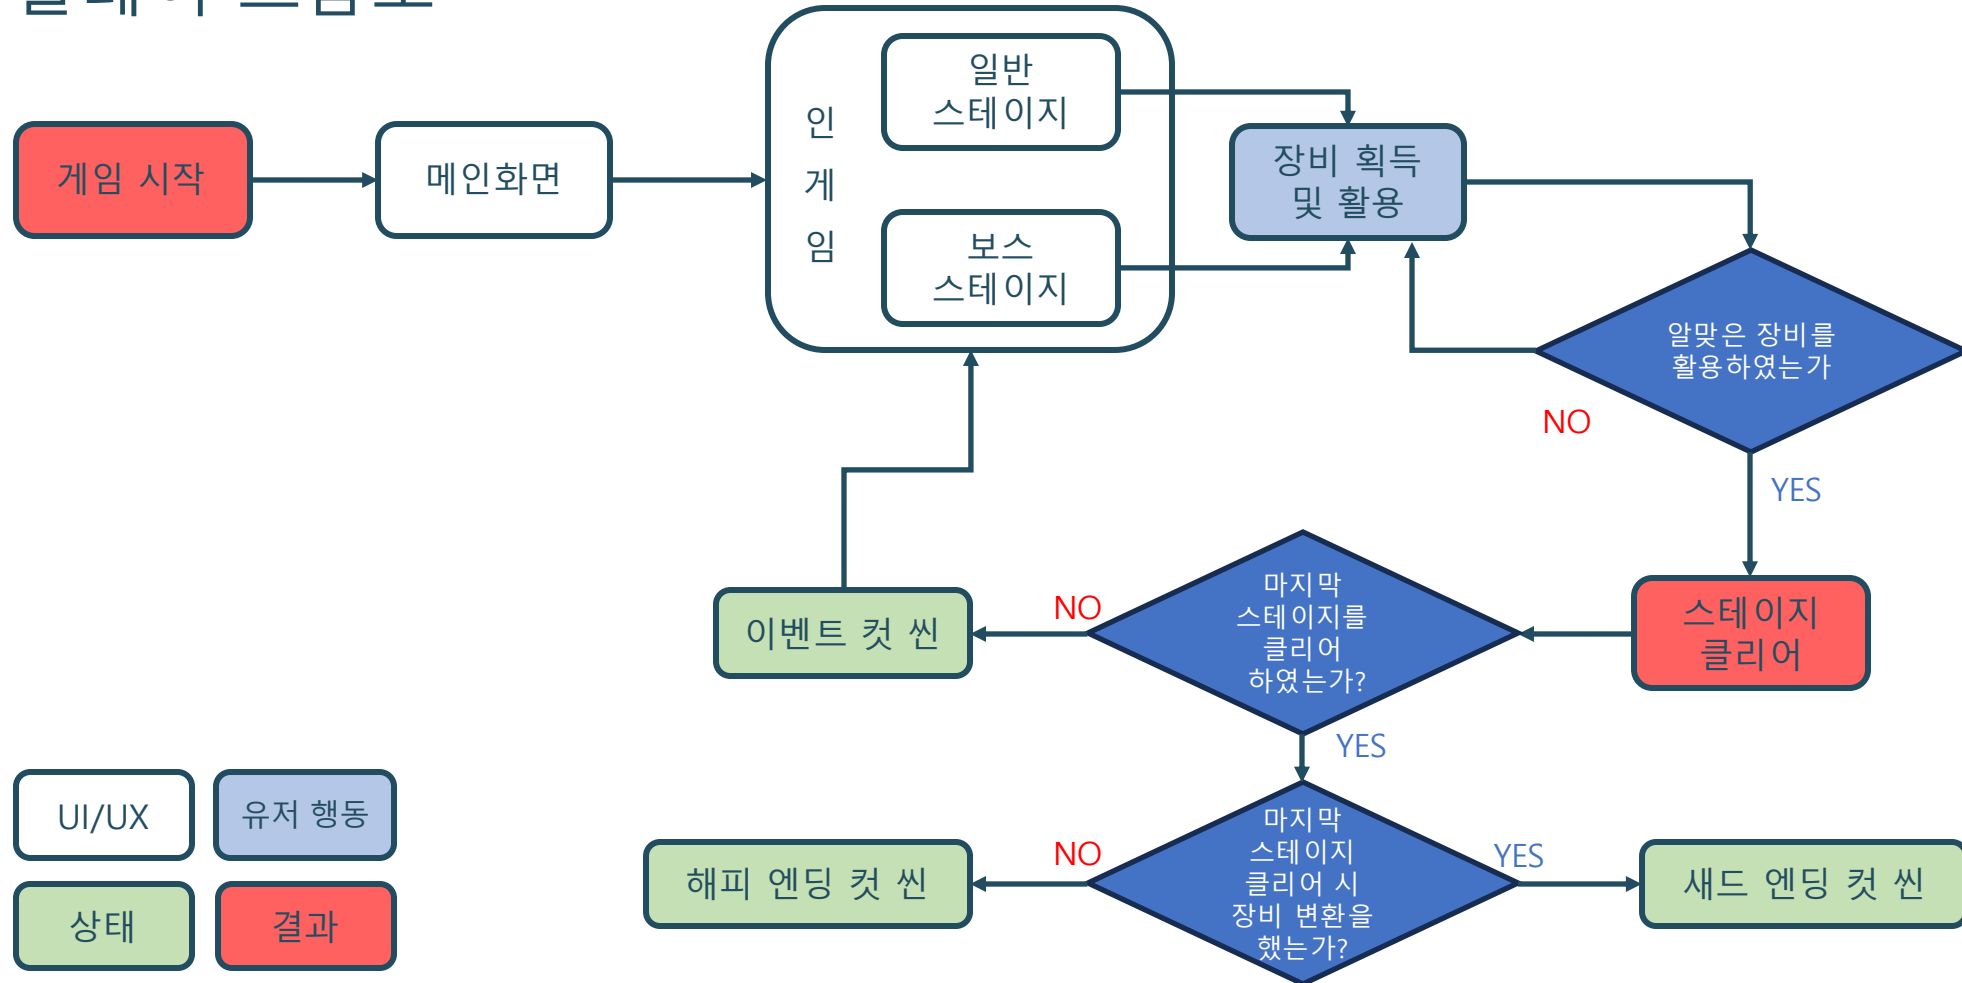 일반
스테이지
인
게
임
보스
스테이지
게임 시작
메인화면
장비 획득
및 활용
알맞은 장비를
활용하였는가
NO
YES
스테이지
클리어
마지막
스테이지를
클리어
하였는가?
NO
이벤트 컷 씬
YES
마지막
스테이지
클리어 시
장비 변환을
했는가?
NO
해피 엔딩 컷 씬
YES
새드 엔딩 컷 씬
UI/UX
유저 행동
상태
결과